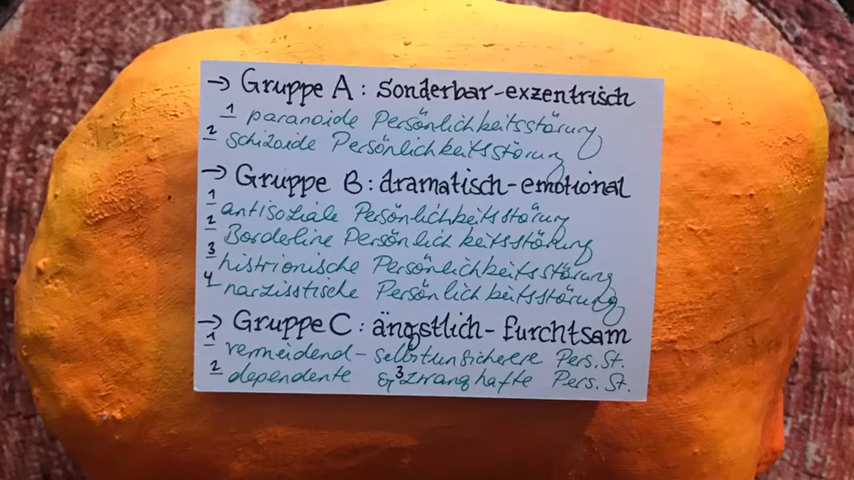 → Gruppe A: sonderbar-exzentrisch
1 paranoide Persönlichkeitsstörung
2 schizoide Persönlichkeitsstörung
→ Gruppe B: dramatisch-emotional
1 antisoziale Persönlichkeitsstörung
2 Borderline Persönlichkeitsstörung
3 histrionische Persönlichkeitsstörung
4 narzisstische Persönlichkeitsstörung
→ Gruppe C: ängstlich-furchtsam
1 vermeidend-selbstunsichere Pers. St.
2 dependente & 3 zwanghafte Pers. St.